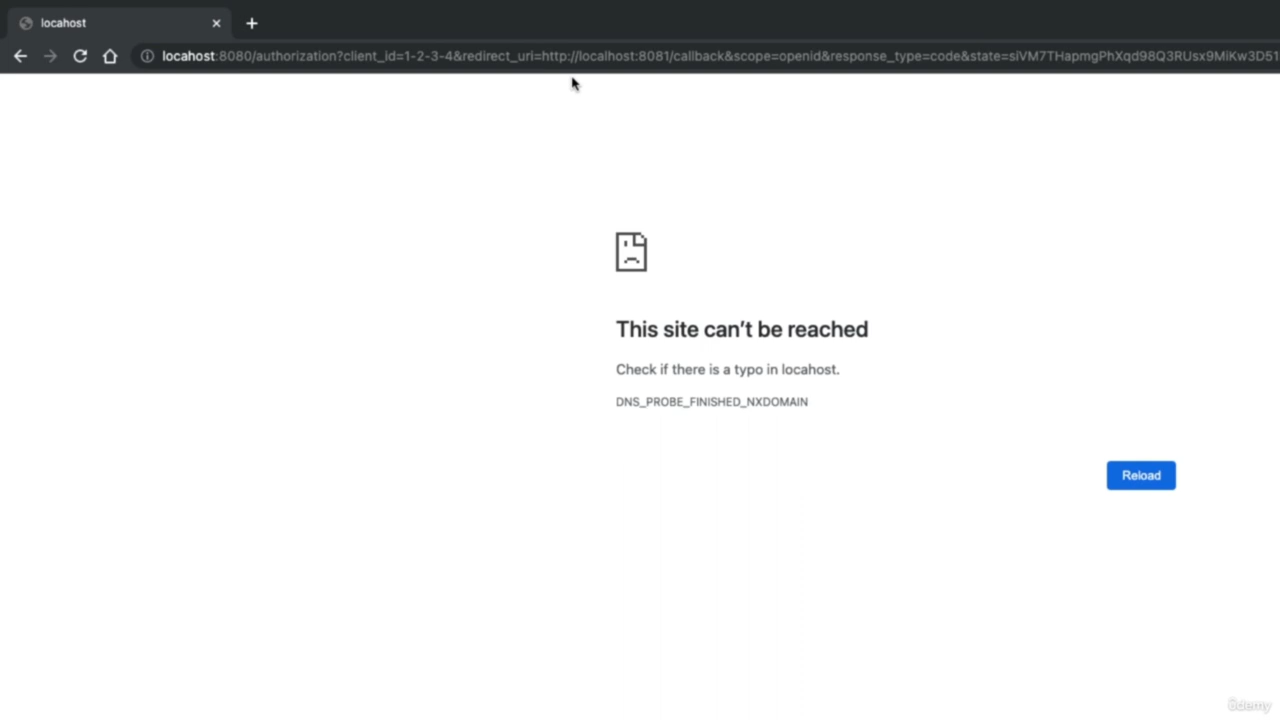 locahost
locahost:8080/authorization?client_id=1-2-3-4&redirect_uri=http://localhost:8081/callback&scope=openid&response_type=code&state=siVM7THapmgPhXqd98Q3RUsx9MiKw3D51
This site can't be reached
Check if there is a typo in locahost.
DNS_PROBE_FINISHED_NXDOMAIN
Reload
ûdemy